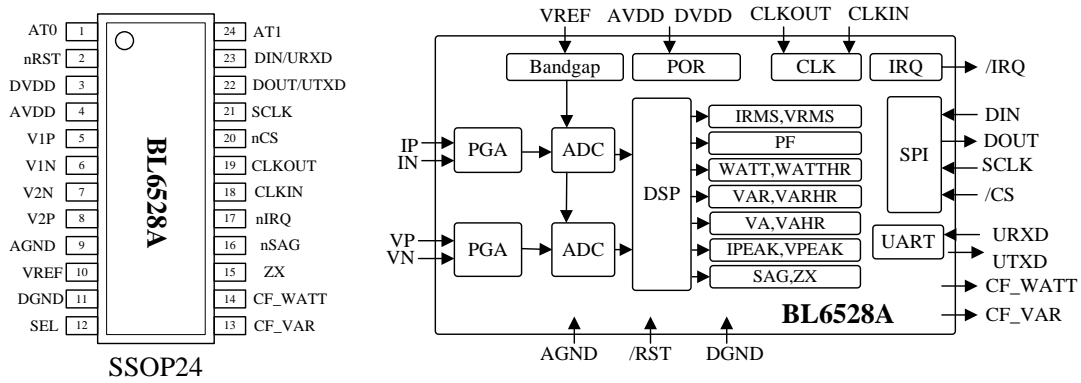 AT0 1 24 AT1
nRST 2 23 DIN/URXD
DVDD 3 22 DOUT/UTXD
AVDD 4 21 SCLK
V1P 5 20 nCS
V1N 6 19 CLKOUT
V2N 7 18 CLKIN
V2P 8 17 nIRQ
AGND 9 16 nSAG
VREF 10 15 ZX
DGND 11 14 CF_WATT
SEL 12 13 CF_VAR
BL6528A
SSOP24
VREF AVDD DVDD CLKOUT CLKIN
Bandgap POR CLK IRQ /IRQ
IP
IN
PGA ADC
VP
VN
PGA ADC
DSP
IRMS,VRMS
PF
WATT,WATTHR
VAR,VARHR
VA,VAHR
IPEAK,VPEAK
SAG,ZX
SPI
DIN
DOUT
SCLK
/CS
UART
URXD
UTXD
CF_WATT
CF_VAR
BL6528A
AGND /RST DGND